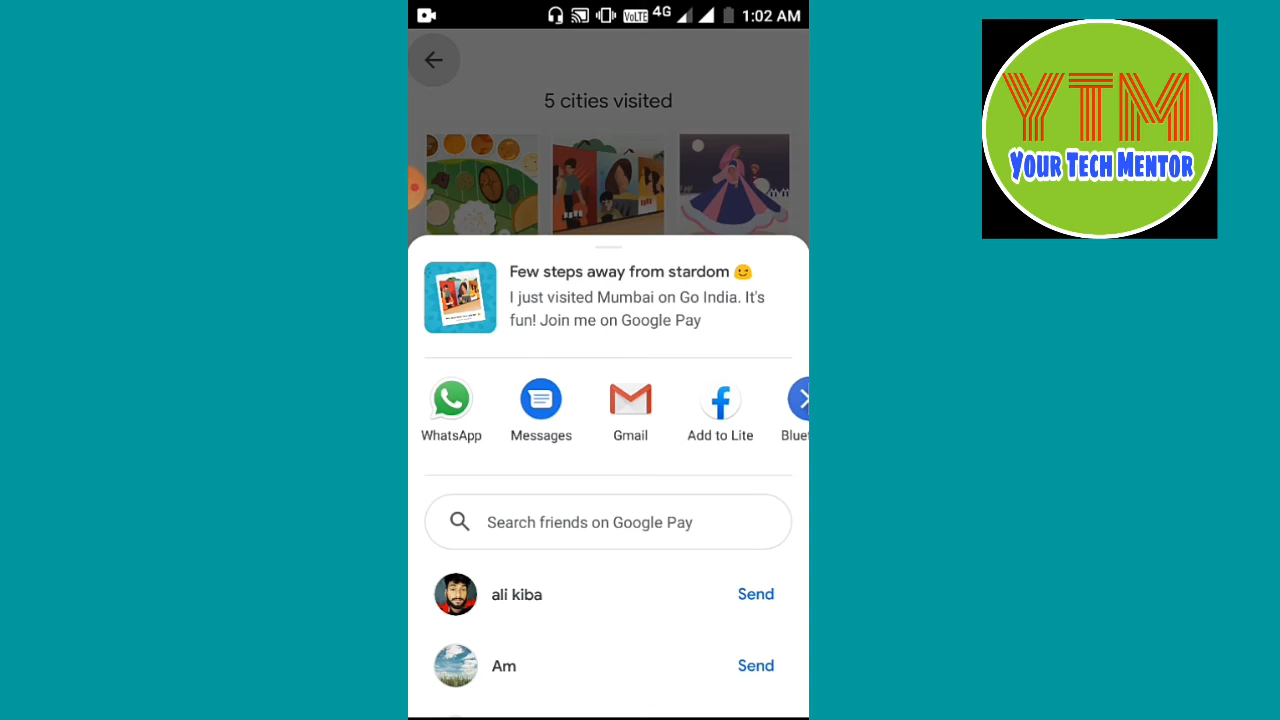 VoLTE 4G 1:02 AM
5 cities visited
YTM
YOUR TECH MENTOR
Few steps away from stardom
I just visited Mumbai on Go India. It's
fun! Join me on Google Pay
WhatsApp
Messages
Gmail
Add to Lite
Bluet
Search friends on Google Pay
ali kiba
Send
Am
Send